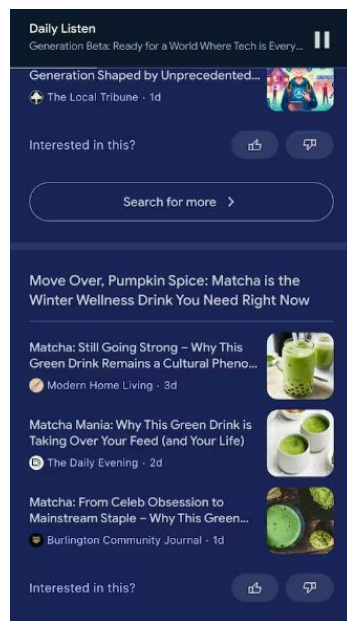 Daily Listen
Generation Beta: Ready for a World Where Tech is Every...
Generation Shaped by Unprecedented...
The Local Tribune · 1d
Interested in this?
Search for more
Move Over, Pumpkin Spice: Matcha is the
Winter Wellness Drink You Need Right Now
Matcha: Still Going Strong – Why This
Green Drink Remains a Cultural Pheno...
Modern Home Living · 3d
Matcha Mania: Why This Green Drink is
Taking Over Your Feed (and Your Life)
The Daily Evening · 2d
Matcha: From Celeb Obsession to
Mainstream Staple – Why This Green...
Burlington Community Journal · 1d
Interested in this?